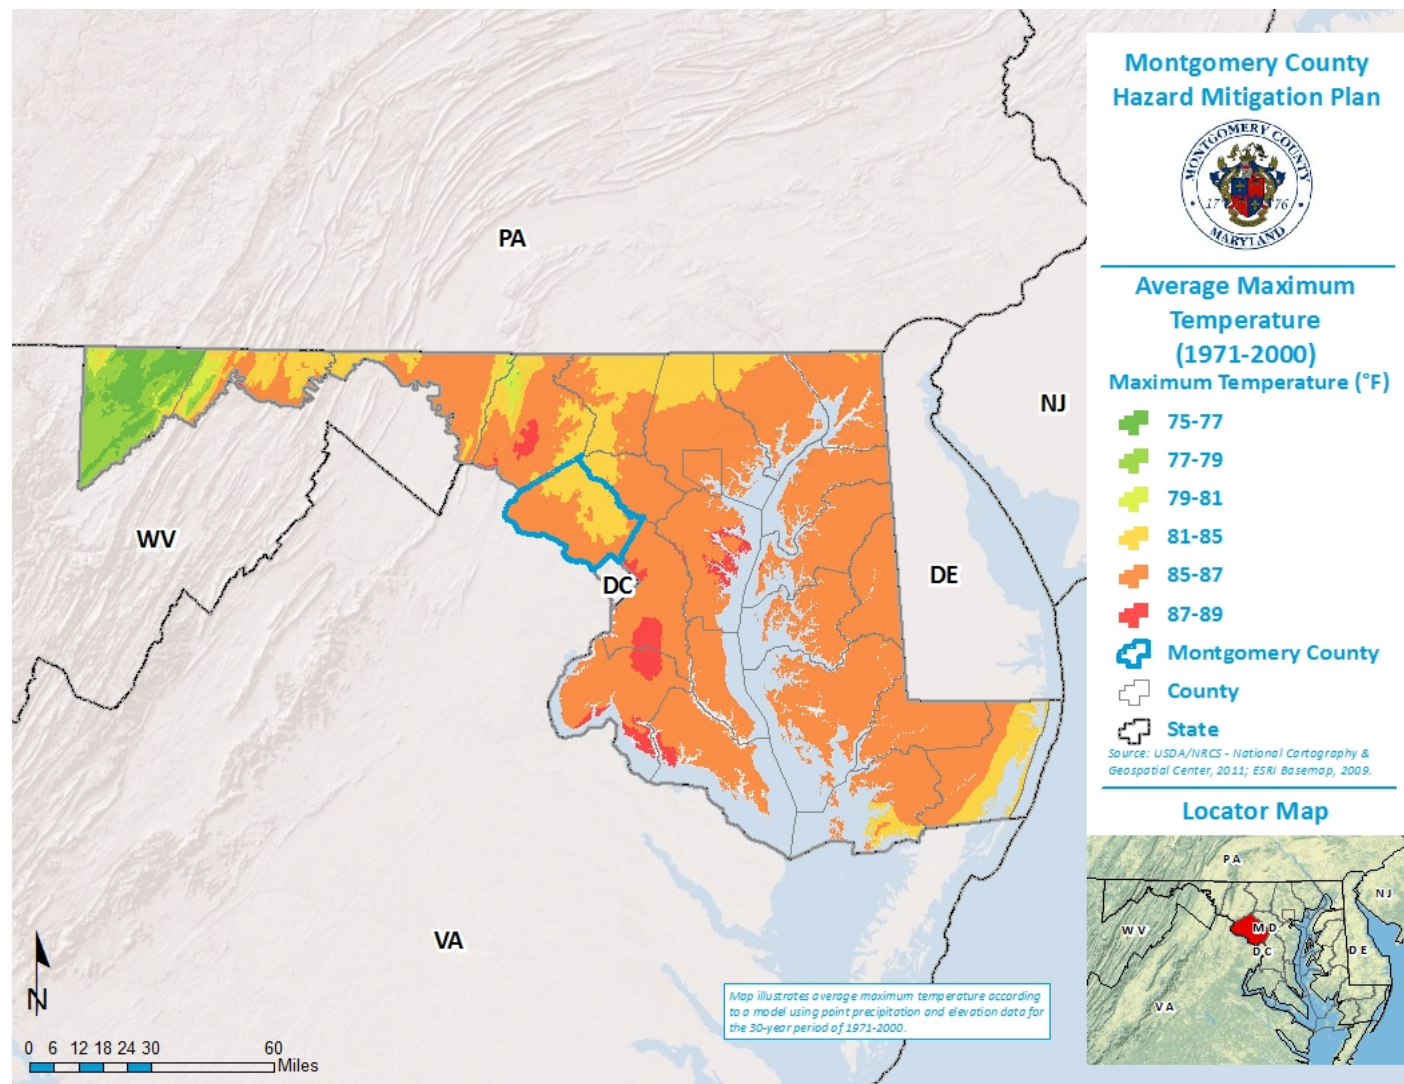 Montgomery County
Hazard Mitigation Plan
MONTGOMERY COUNTY
17 76
MARYLAND
Average Maximum
Temperature
(1971-2000)
Maximum Temperature (°F)
75-77
77-79
79-81
81-85
85-87
87-89
Montgomery County
County
State
Source: USDA/NRCS - National Cartography &
Geospatial Center, 2011; ESRI Basemap, 2009.
Locator Map
PA
NJ
WV
MD
DC
DE
VA
PA
NJ
WV
DE
DC
VA
N
Map illustrates average maximum temperature according
to a model using point precipitation and elevation data for
the 30-year period of 1971-2000.
0 6 12 18 24 30 60
Miles